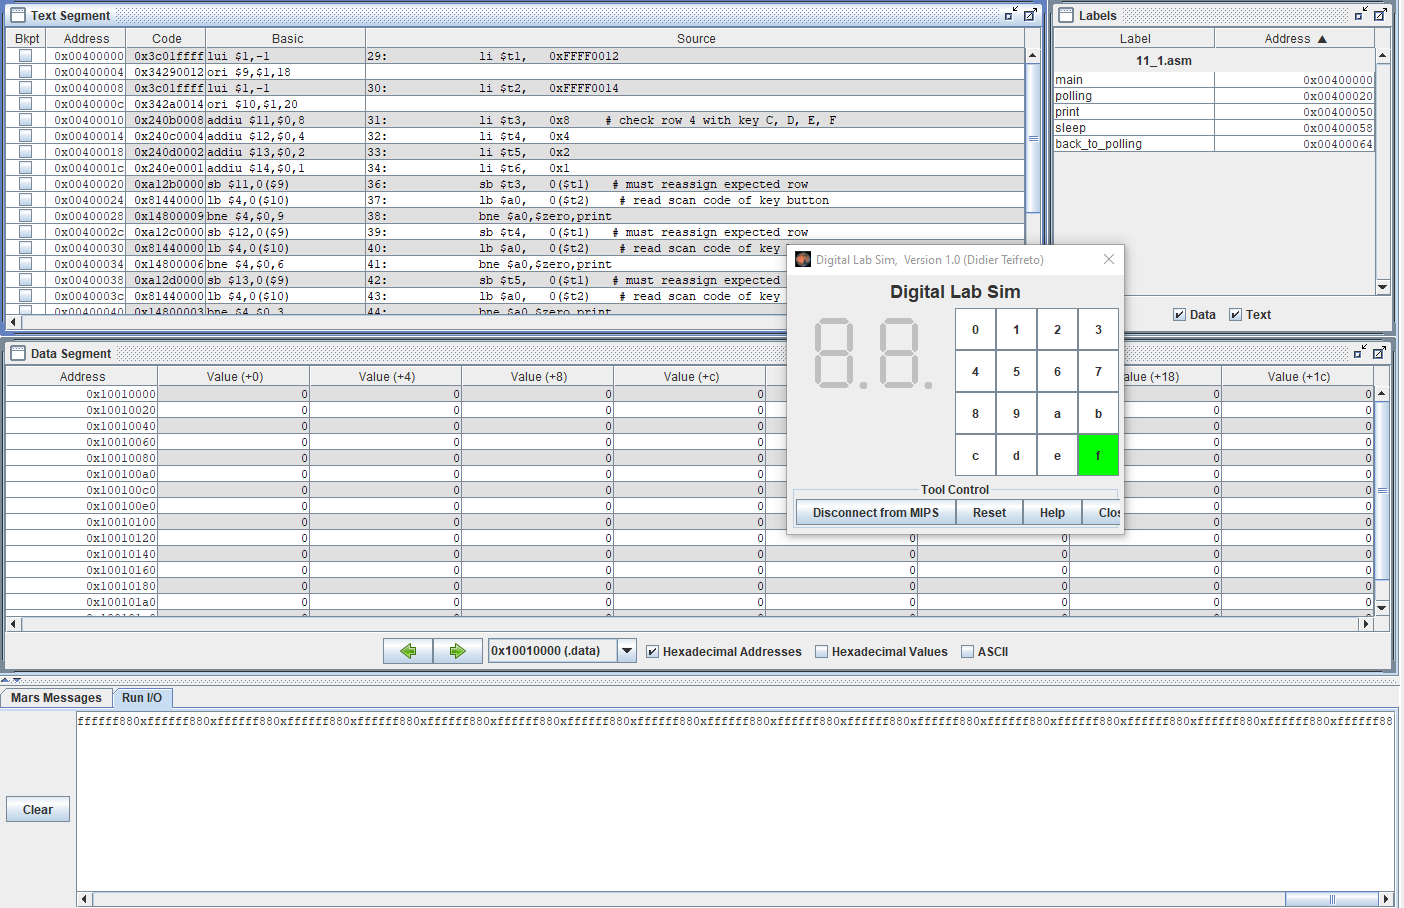 Text Segment
Bkpt Address Code Basic Source
0x00400000 0x3c01ffff lui $1,-1 29: li $t1, 0xFFFF0012
0x00400004 0x34290012 ori $9,$1,18
0x00400008 0x3c01ffff lui $1,-1 30: li $t2, 0xFFFF0014
0x0040000c 0x342a0014 ori $10,$1,20
0x00400010 0x240b0008 addiu $11,$0,8 31: li $t3, 0x8 # check row 4 with key C, D, E, F
0x00400014 0x240c0004 addiu $12,$0,4 32: li $t4, 0x4
0x00400018 0x240d0002 addiu $13,$0,2 33: li $t5, 0x2
0x0040001c 0x240e0001 addiu $14,$0,1 34: li $t6, 0x1
0x00400020 0xa12b0000 sb $11,0($9) 36: sb $t3, 0($t1) # must reassign expected row
0x00400024 0x81440000 lb $4,0($10) 37: lb $a0, 0($t2) # read scan code of key button
0x00400028 0x14800009 bne $4,$0,9 38: bne $a0,$zero,print
0x0040002c 0xa12c0000 sb $12,0($9) 39: sb $t4, 0($t1) # must reassign expected row
0x00400030 0x81440000 lb $4,0($10) 40: lb $a0, 0($t2) # read scan code of key
0x00400034 0x14800006 bne $4,$0,6 41: bne $a0,$zero,print
0x00400038 0xa12d0000 sb $13,0($9) 42: sb $t5, 0($t1) # must reassign expected
0x0040003c 0x81440000 lb $4,0($10) 43: lb $a0, 0($t2) # read scan code of key
0x00400040 0x14800003 bne $4,$0,3 44: bne $a0,$zero,print
Labels
Label Address ▲
11_1.asm
main 0x00400000
polling 0x00400020
print 0x00400050
sleep 0x00400058
back_to_polling 0x00400064
Data Text
Digital Lab Sim, Version 1.0 (Didier Teifreto)
Digital Lab Sim
8.8.
0 1 2 3
4 5 6 7
8 9 a b
c d e f
Tool Control
Disconnect from MIPS Reset Help Clos
Data Segment
Address Value (+0) Value (+4) Value (+8) Value (+c) alue (+18) Value (+1c)
0x10010000 0 0 0 0 0 0
0x10010020 0 0 0 0 0 0
0x10010040 0 0 0 0 0 0
0x10010060 0 0 0 0 0 0
0x10010080 0 0 0 0 0 0
0x100100a0 0 0 0 0 0 0
0x100100c0 0 0 0 0 0 0
0x100100e0 0 0 0 0 0 0
0x10010100 0 0 0 0 0 0
0x10010120 0 0 0 0 0 0 0 0
0x10010140 0 0 0 0 0 0 0 0
0x10010160 0 0 0 0 0 0 0 0
0x10010180 0 0 0 0 0 0 0 0
0x100101a0 0 0 0 0 0 0 0 0
0x10010000 (.data) Hexadecimal Addresses Hexadecimal Values ASCII
Mars Messages Run I/O
ffffff880xffffff880xffffff880xffffff880xffffff880xffffff880xffffff880xffffff880xffffff880xffffff880xffffff880xffffff880xffffff880xffffff880xffffff880xffffff880xffffff880xffffff880xffffff88
Clear